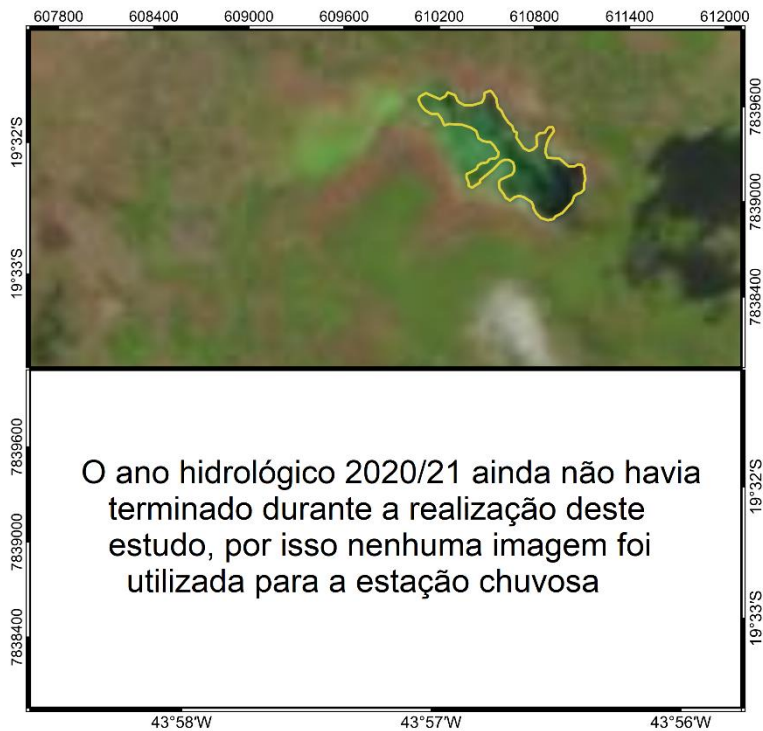 607800 608400 609000 609600 610200 610800 611400 612000
19°32'S
19°33'S
7839600
7839000
7838400
O ano hidrológico 2020/21 ainda não havia
terminado durante a realização deste
estudo, por isso nenhuma imagem foi
utilizada para a estação chuvosa
7839600
7839000
7838400
19°32'S
19°33'S
43°58'W 43°57'W 43°56'W